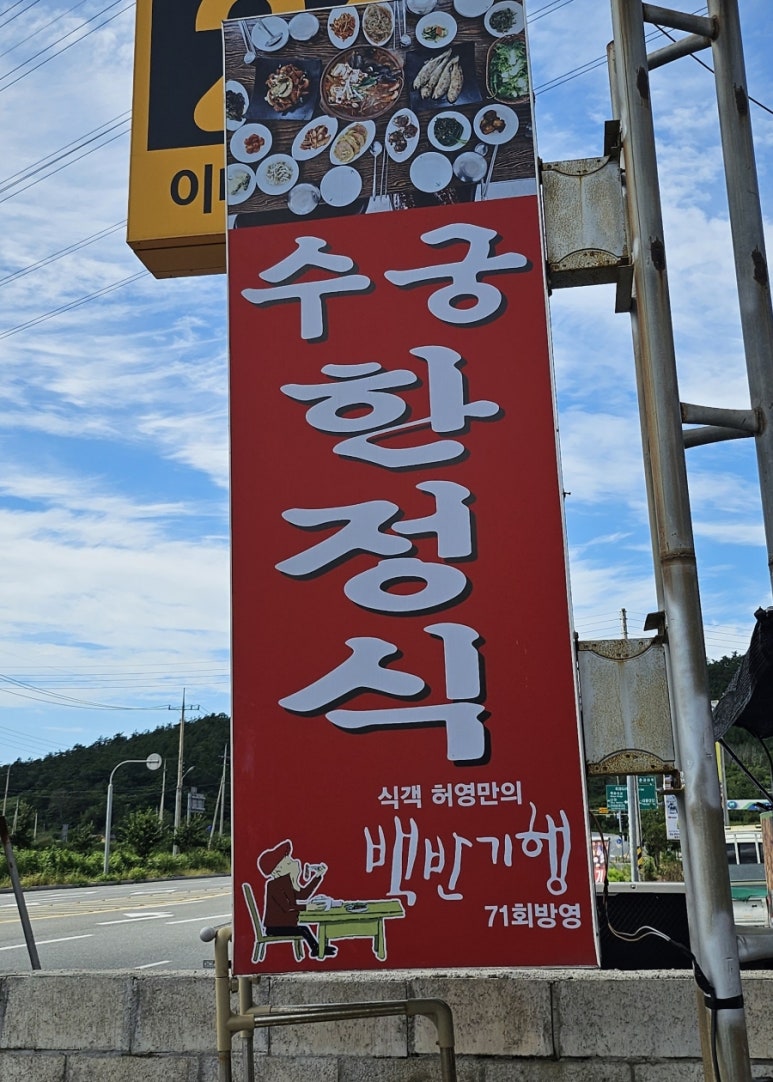 수궁
한정식
식객 허영만의
백반기행
71회방영